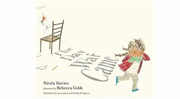 The
Day
War
Came
Nicola Davies
Illustrated by Rebecca Cobb